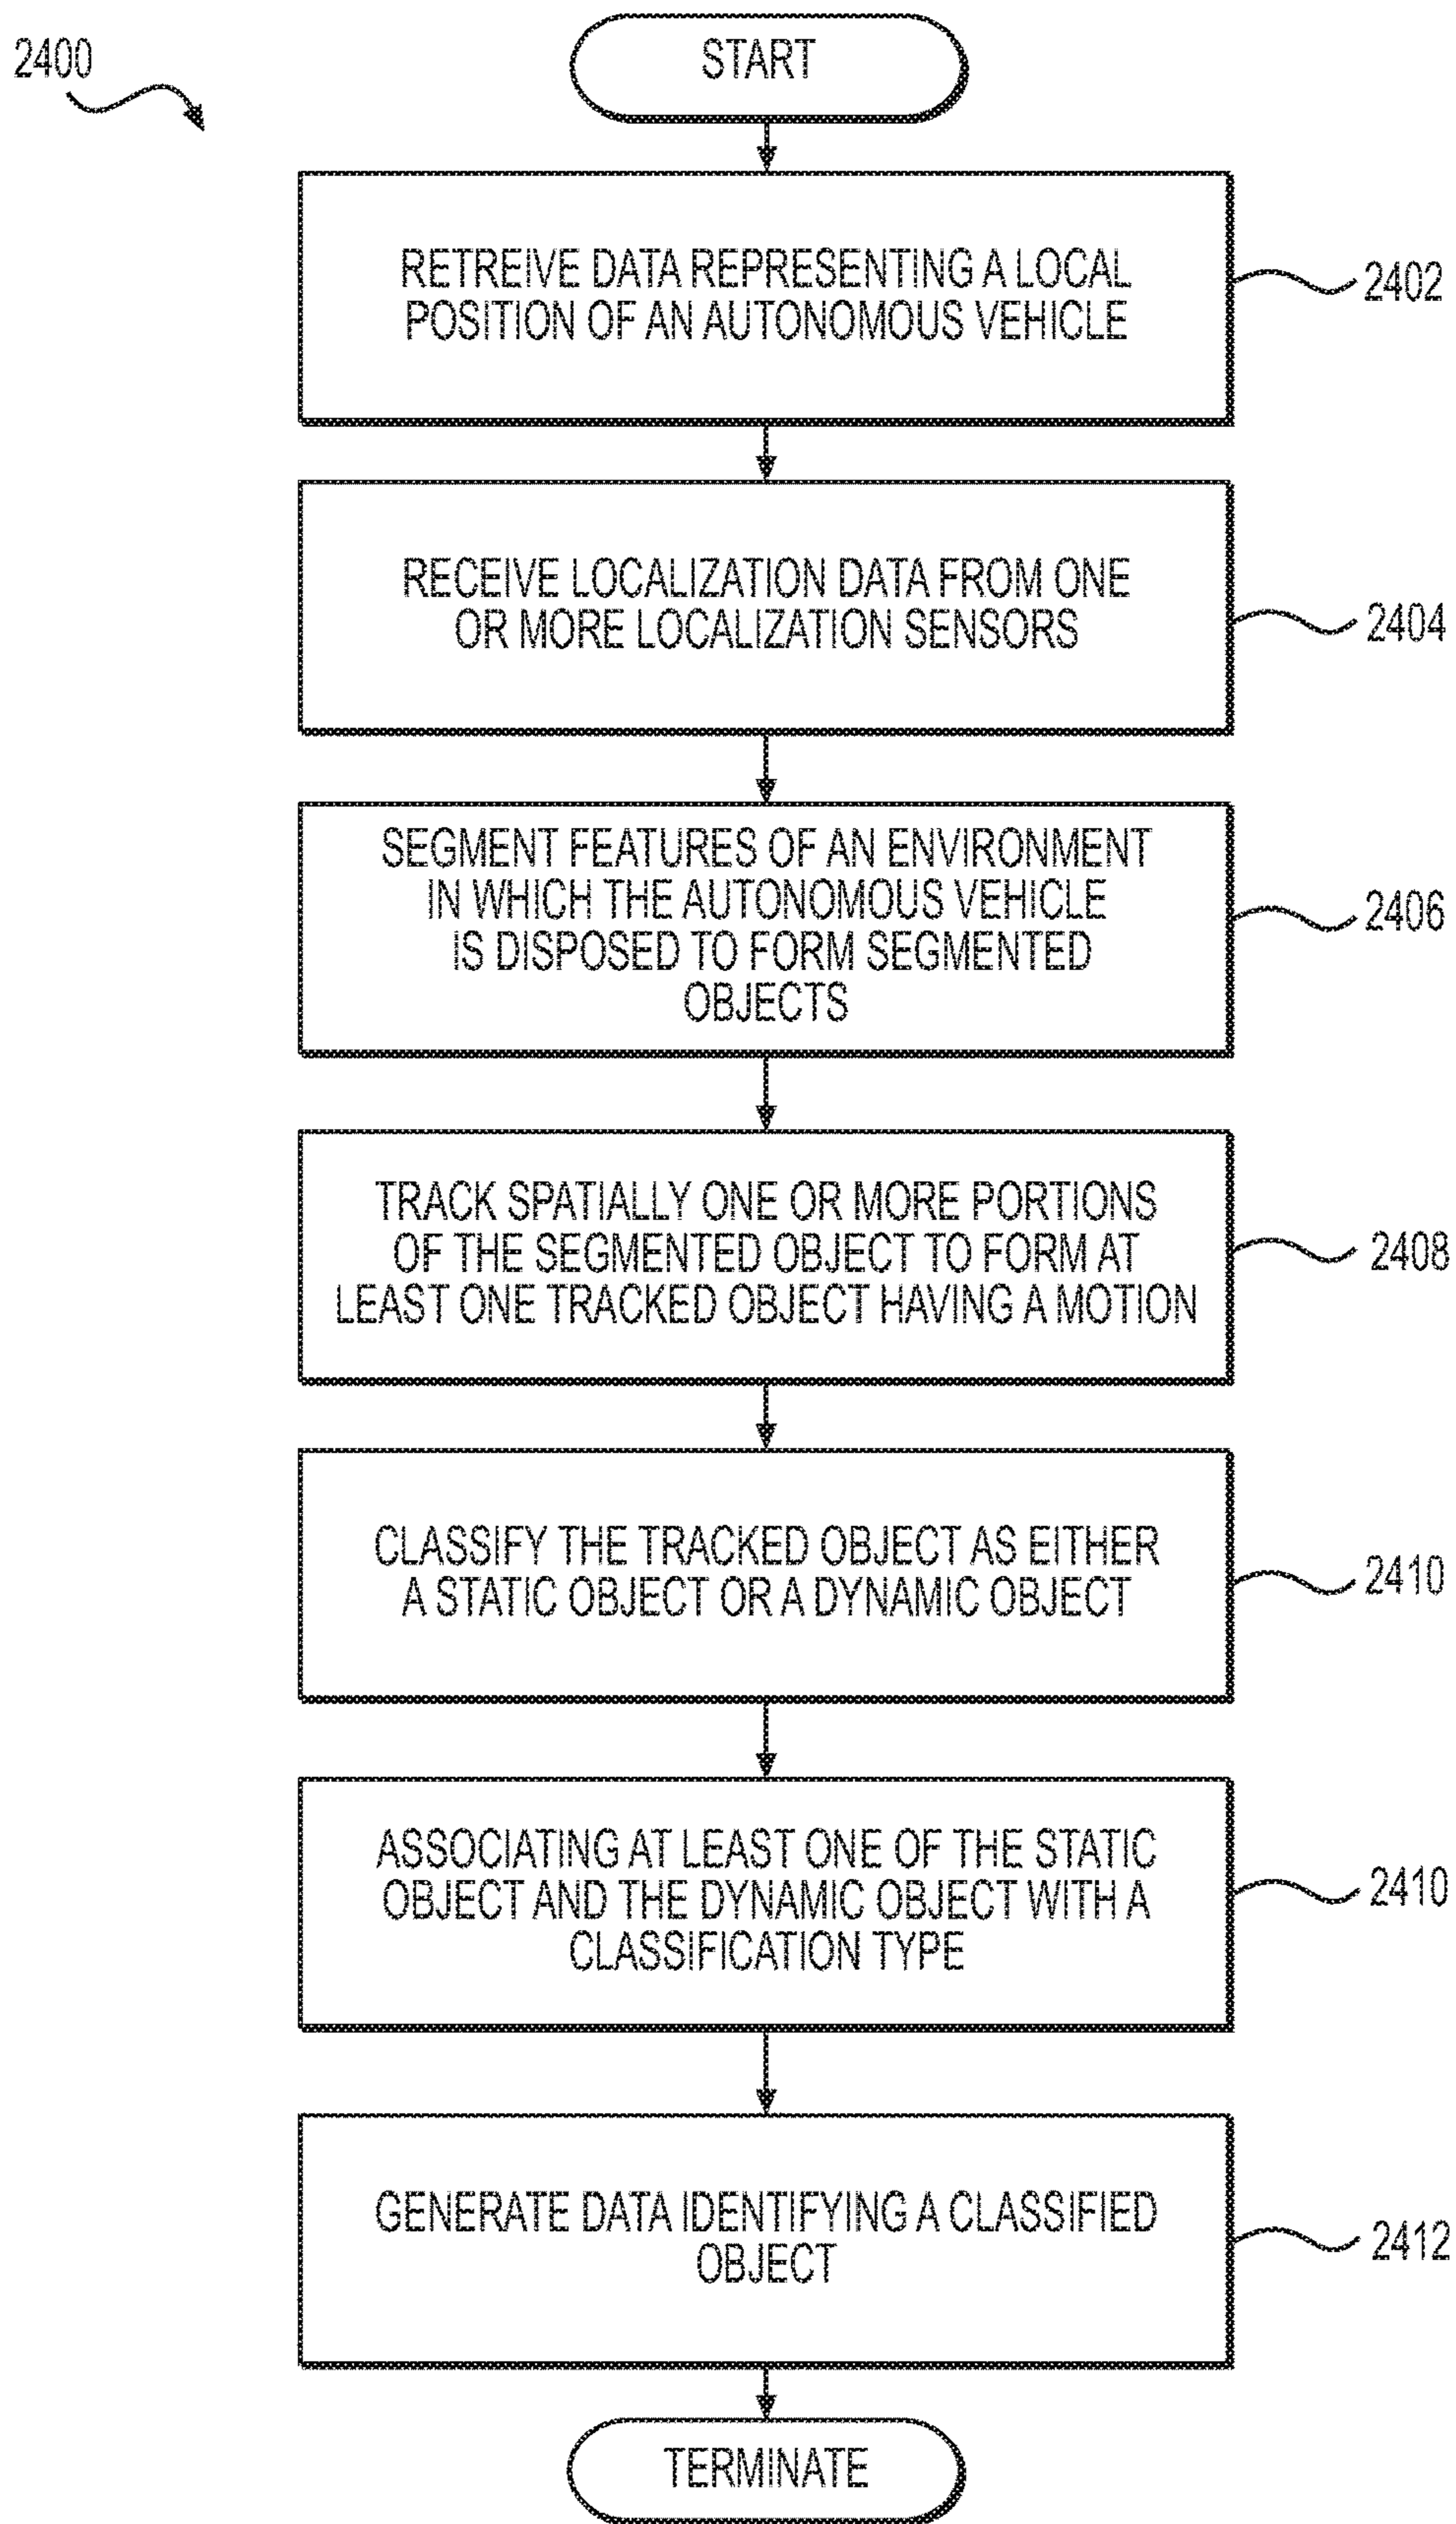 2400
START
RETREIVE DATA REPRESENTING A LOCAL
POSITION OF AN AUTONOMOUS VEHICLE
2402
RECEIVE LOCALIZATION DATA FROM ONE
OR MORE LOCALIZATION SENSORS
2404
SEGMENT FEATURES OF AN ENVIRONMENT
IN WHICH THE AUTONOMOUS VEHICLE
IS DISPOSED TO FORM SEGMENTED
OBJECTS
2406
TRACK SPATIALLY ONE OR MORE PORTIONS
OF THE SEGMENTED OBJECT TO FORM AT
LEAST ONE TRACKED OBJECT HAVING A MOTION
2408
CLASSIFY THE TRACKED OBJECT AS EITHER
A STATIC OBJECT OR A DYNAMIC OBJECT
2410
ASSOCIATING AT LEAST ONE OF THE STATIC
OBJECT AND THE DYNAMIC OBJECT WITH A
CLASSIFICATION TYPE
2410
GENERATE DATA IDENTIFYING A CLASSIFIED
OBJECT
2412
TERMINATE